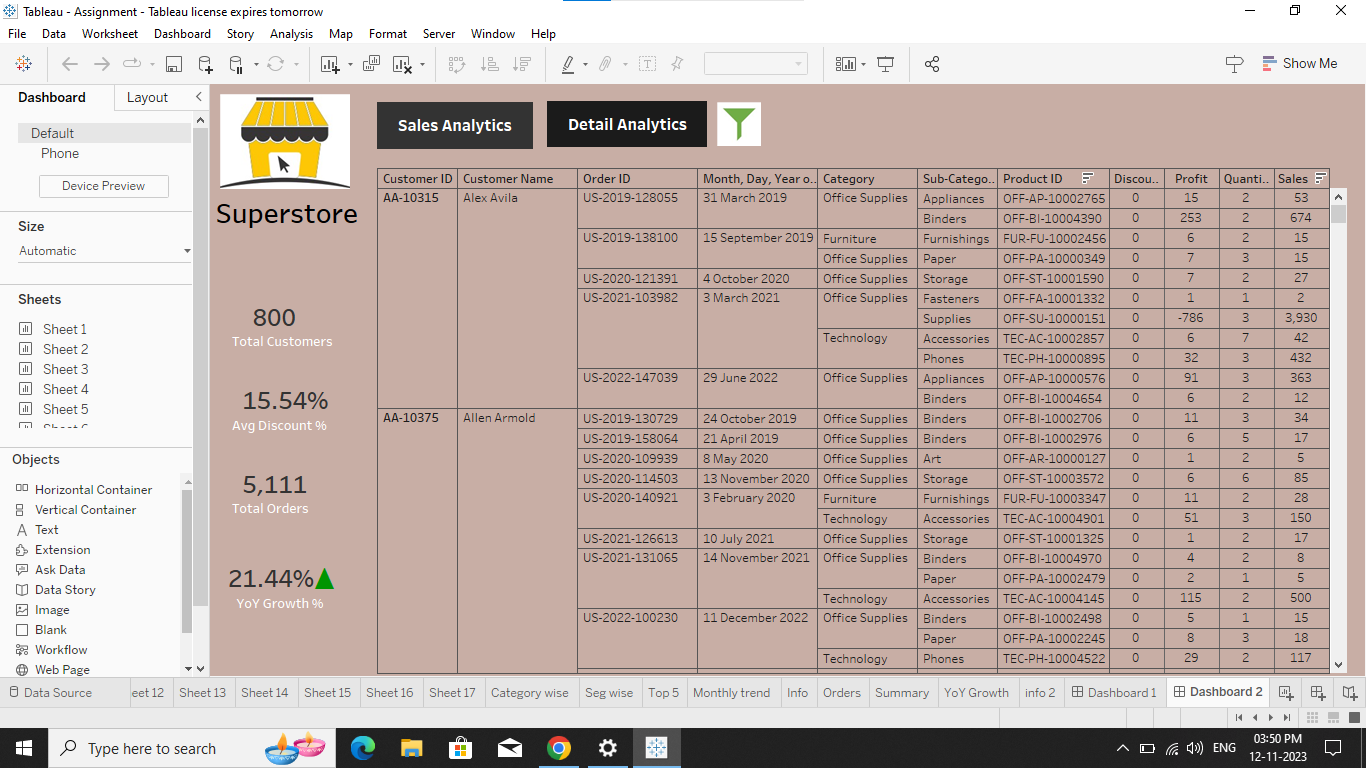 Tableau - Assignment - Tableau license expires tomorrow
File Data Worksheet Dashboard Story Analysis Map Format Server Window Help
Show Me
Dashboard Layout
Default
Phone
Device Preview
Size
Automatic
Sheets
Sheet 1
Sheet 2
Sheet 3
Sheet 4
Sheet 5
Objects
Horizontal Container
Vertical Container
Text
Extension
Ask Data
Data Story
Image
Blank
Workflow
Web Page
Superstore
800
Total Customers
15.54%
Avg Discount %
5,111
Total Orders
21.44%
YoY Growth %
Sales Analytics Detail Analytics
Customer ID Customer Name Order ID Month, Day, Year o.. Category Sub-Catego.. Product ID Discou.. Profit Quanti.. Sales
AA-10315 Alex Avila US-2019-128055 31 March 2019 Office Supplies Appliances OFF-AP-10002765 0 15 2 53
Binders OFF-BI-10004390 0 253 2 674
US-2019-138100 15 September 2019 Furniture Furnishings FUR-FU-10002456 0 6 2 15
Office Supplies Paper OFF-PA-10000349 0 7 3 15
US-2020-121391 4 October 2020 Office Supplies Storage OFF-ST-10001590 0 7 2 27
US-2021-103982 3 March 2021 Office Supplies Fasteners OFF-FA-10001332 0 1 1 2
Supplies OFF-SU-10000151 0 -786 3 3,930
Technology Accessories TEC-AC-10002857 0 6 7 42
Phones TEC-PH-10000895 0 32 3 432
US-2022-147039 29 June 2022 Office Supplies Appliances OFF-AP-10000576 0 91 3 363
Binders OFF-BI-10004654 0 6 2 12
AA-10375 Allen Armold US-2019-130729 24 October 2019 Office Supplies Binders OFF-BI-10002706 0 11 3 34
US-2019-158064 21 April 2019 Office Supplies Binders OFF-BI-10002976 0 6 5 17
US-2020-109939 8 May 2020 Office Supplies Art OFF-AR-10000127 0 1 2 5
US-2020-114503 13 November 2020 Office Supplies Storage OFF-ST-10003572 0 6 6 85
US-2020-140921 3 February 2020 Furniture Furnishings FUR-FU-10003347 0 11 2 28
Technology Accessories TEC-AC-10004901 0 51 3 150
US-2021-126613 10 July 2021 Office Supplies Storage OFF-ST-10001325 0 1 2 17
US-2021-131065 14 November 2021 Office Supplies Binders OFF-BI-10004970 0 4 2 8
Paper OFF-PA-10002479 0 2 1 5
Technology Accessories TEC-AC-10004145 0 115 2 500
US-2022-100230 11 December 2022 Office Supplies Binders OFF-BI-10002498 0 5 1 15
Paper OFF-PA-10002245 0 8 3 18
Technology Phones TEC-PH-10004522 0 29 2 117
Data Source eet 12 Sheet 13 Sheet 14 Sheet 15 Sheet 16 Sheet 17 Category wise Seg wise Top 5 Monthly trend Info Orders Summary YoY Growth info 2 Dashboard 1 Dashboard 2
Type here to search
ENG
03:50 PM
12-11-2023